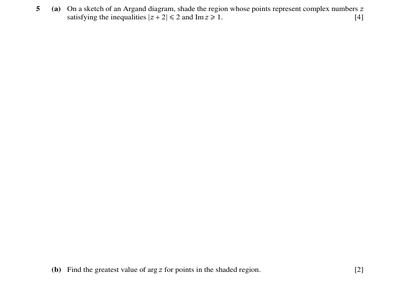 5 (a) On a sketch of an Argand diagram, shade the region whose points represent complex numbers z
satisfying the inequalities |z + 2| ⩽ 2 and Im z ⩾ 1. [4]
(b) Find the greatest value of arg z for points in the shaded region. [2]